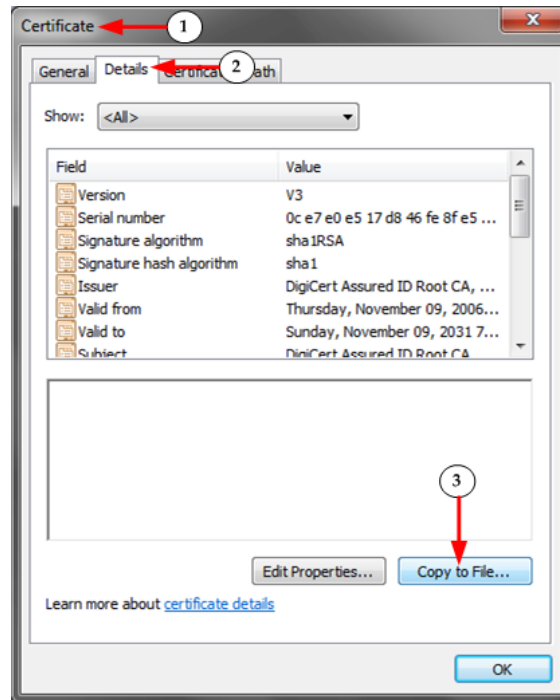 Certificate
1
General Details Certificat 2 ath
Show: <All>
Field Value
Version V3
Serial number 0c e7 e0 e5 17 d8 46 fe 8f e5 ...
Signature algorithm sha1RSA
Signature hash algorithm sha1
Issuer DigiCert Assured ID Root CA, ...
Valid from Thursday, November 09, 2006...
Valid to Sunday, November 09, 2031 7...
Subject DigiCert Assured ID Root CA
3
Edit Properties... Copy to File...
Learn more about certificate details
OK